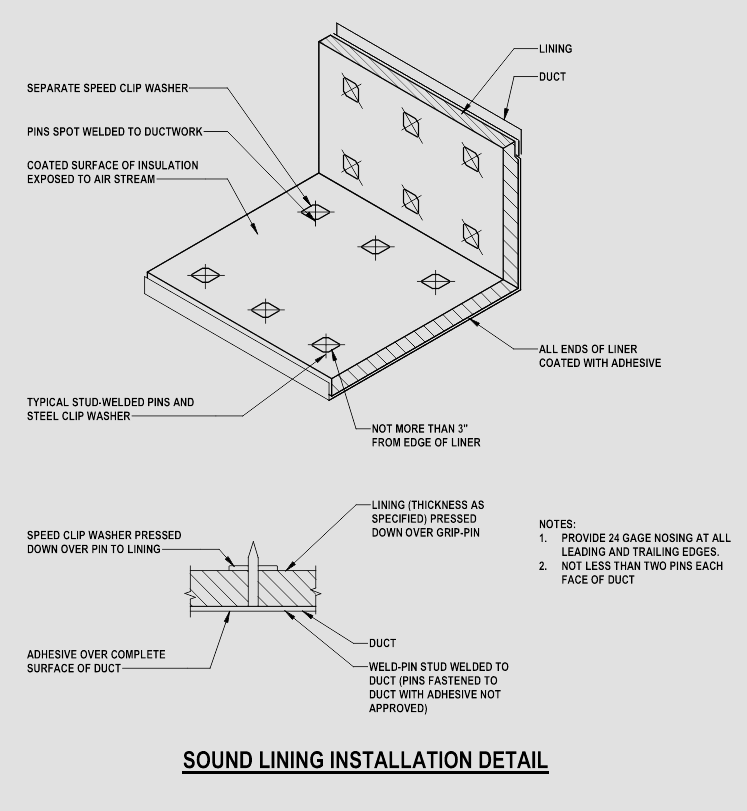 LINING
DUCT
SEPARATE SPEED CLIP WASHER
PINS SPOT WELDED TO DUCTWORK
COATED SURFACE OF INSULATION
EXPOSED TO AIR STREAM
ALL ENDS OF LINER
COATED WITH ADHESIVE
TYPICAL STUD-WELDED PINS AND
STEEL CLIP WASHER
NOT MORE THAN 3"
FROM EDGE OF LINER
LINING (THICKNESS AS
SPECIFIED) PRESSED
DOWN OVER GRIP-PIN
SPEED CLIP WASHER PRESSED
DOWN OVER PIN TO LINING
NOTES:
1. PROVIDE 24 GAGE NOSING AT ALL
LEADING AND TRAILING EDGES.
2. NOT LESS THAN TWO PINS EACH
FACE OF DUCT
ADHESIVE OVER COMPLETE
SURFACE OF DUCT
DUCT
WELD-PIN STUD WELDED TO
DUCT (PINS FASTENED TO
DUCT WITH ADHESIVE NOT
APPROVED)
SOUND LINING INSTALLATION DETAIL